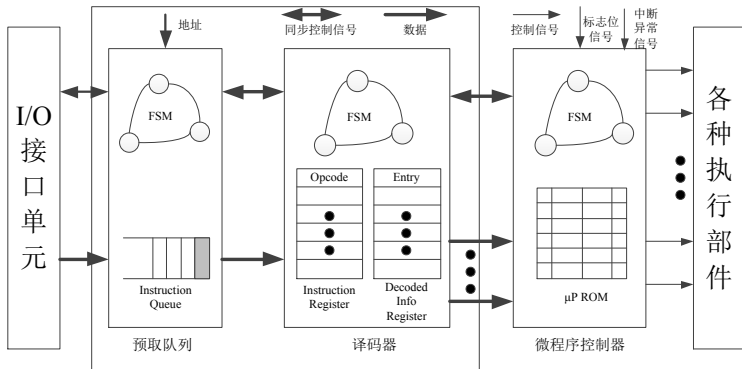 地址
同步控制信号
数据
控制信号
标志位
信号
中断
异常
信号
I/O
接
口
单
元
FSM
FSM
FSM
各
种
执
行
部
件
Opcode
Entry
Instruction
Queue
Instruction
Register
Decoded
Info
Register
μP ROM
预取队列
译码器
微程序控制器